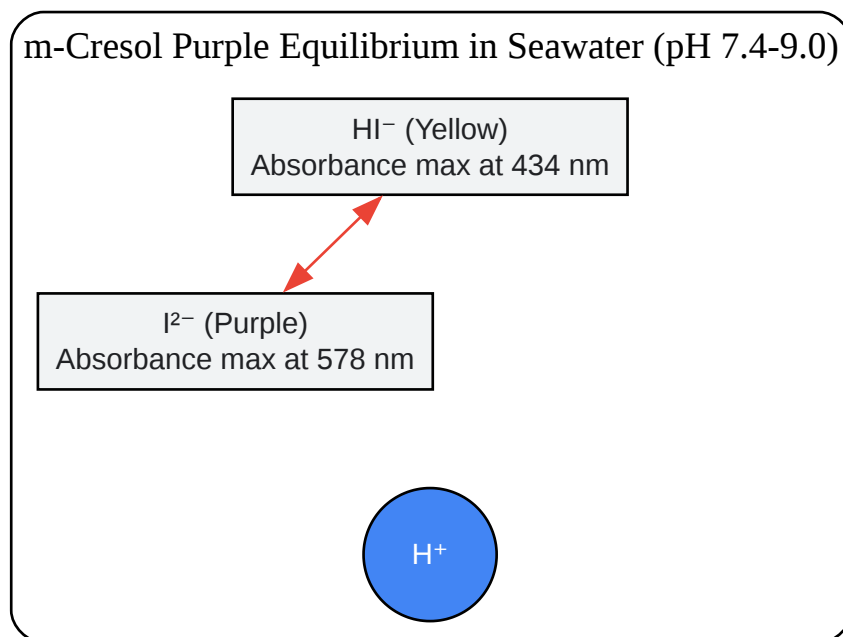 m-Cresol Purple Equilibrium in Seawater (pH 7.4-9.0)
HI⁻ (Yellow)
Absorbance max at 434 nm
I²⁻ (Purple)
Absorbance max at 578 nm
H⁺